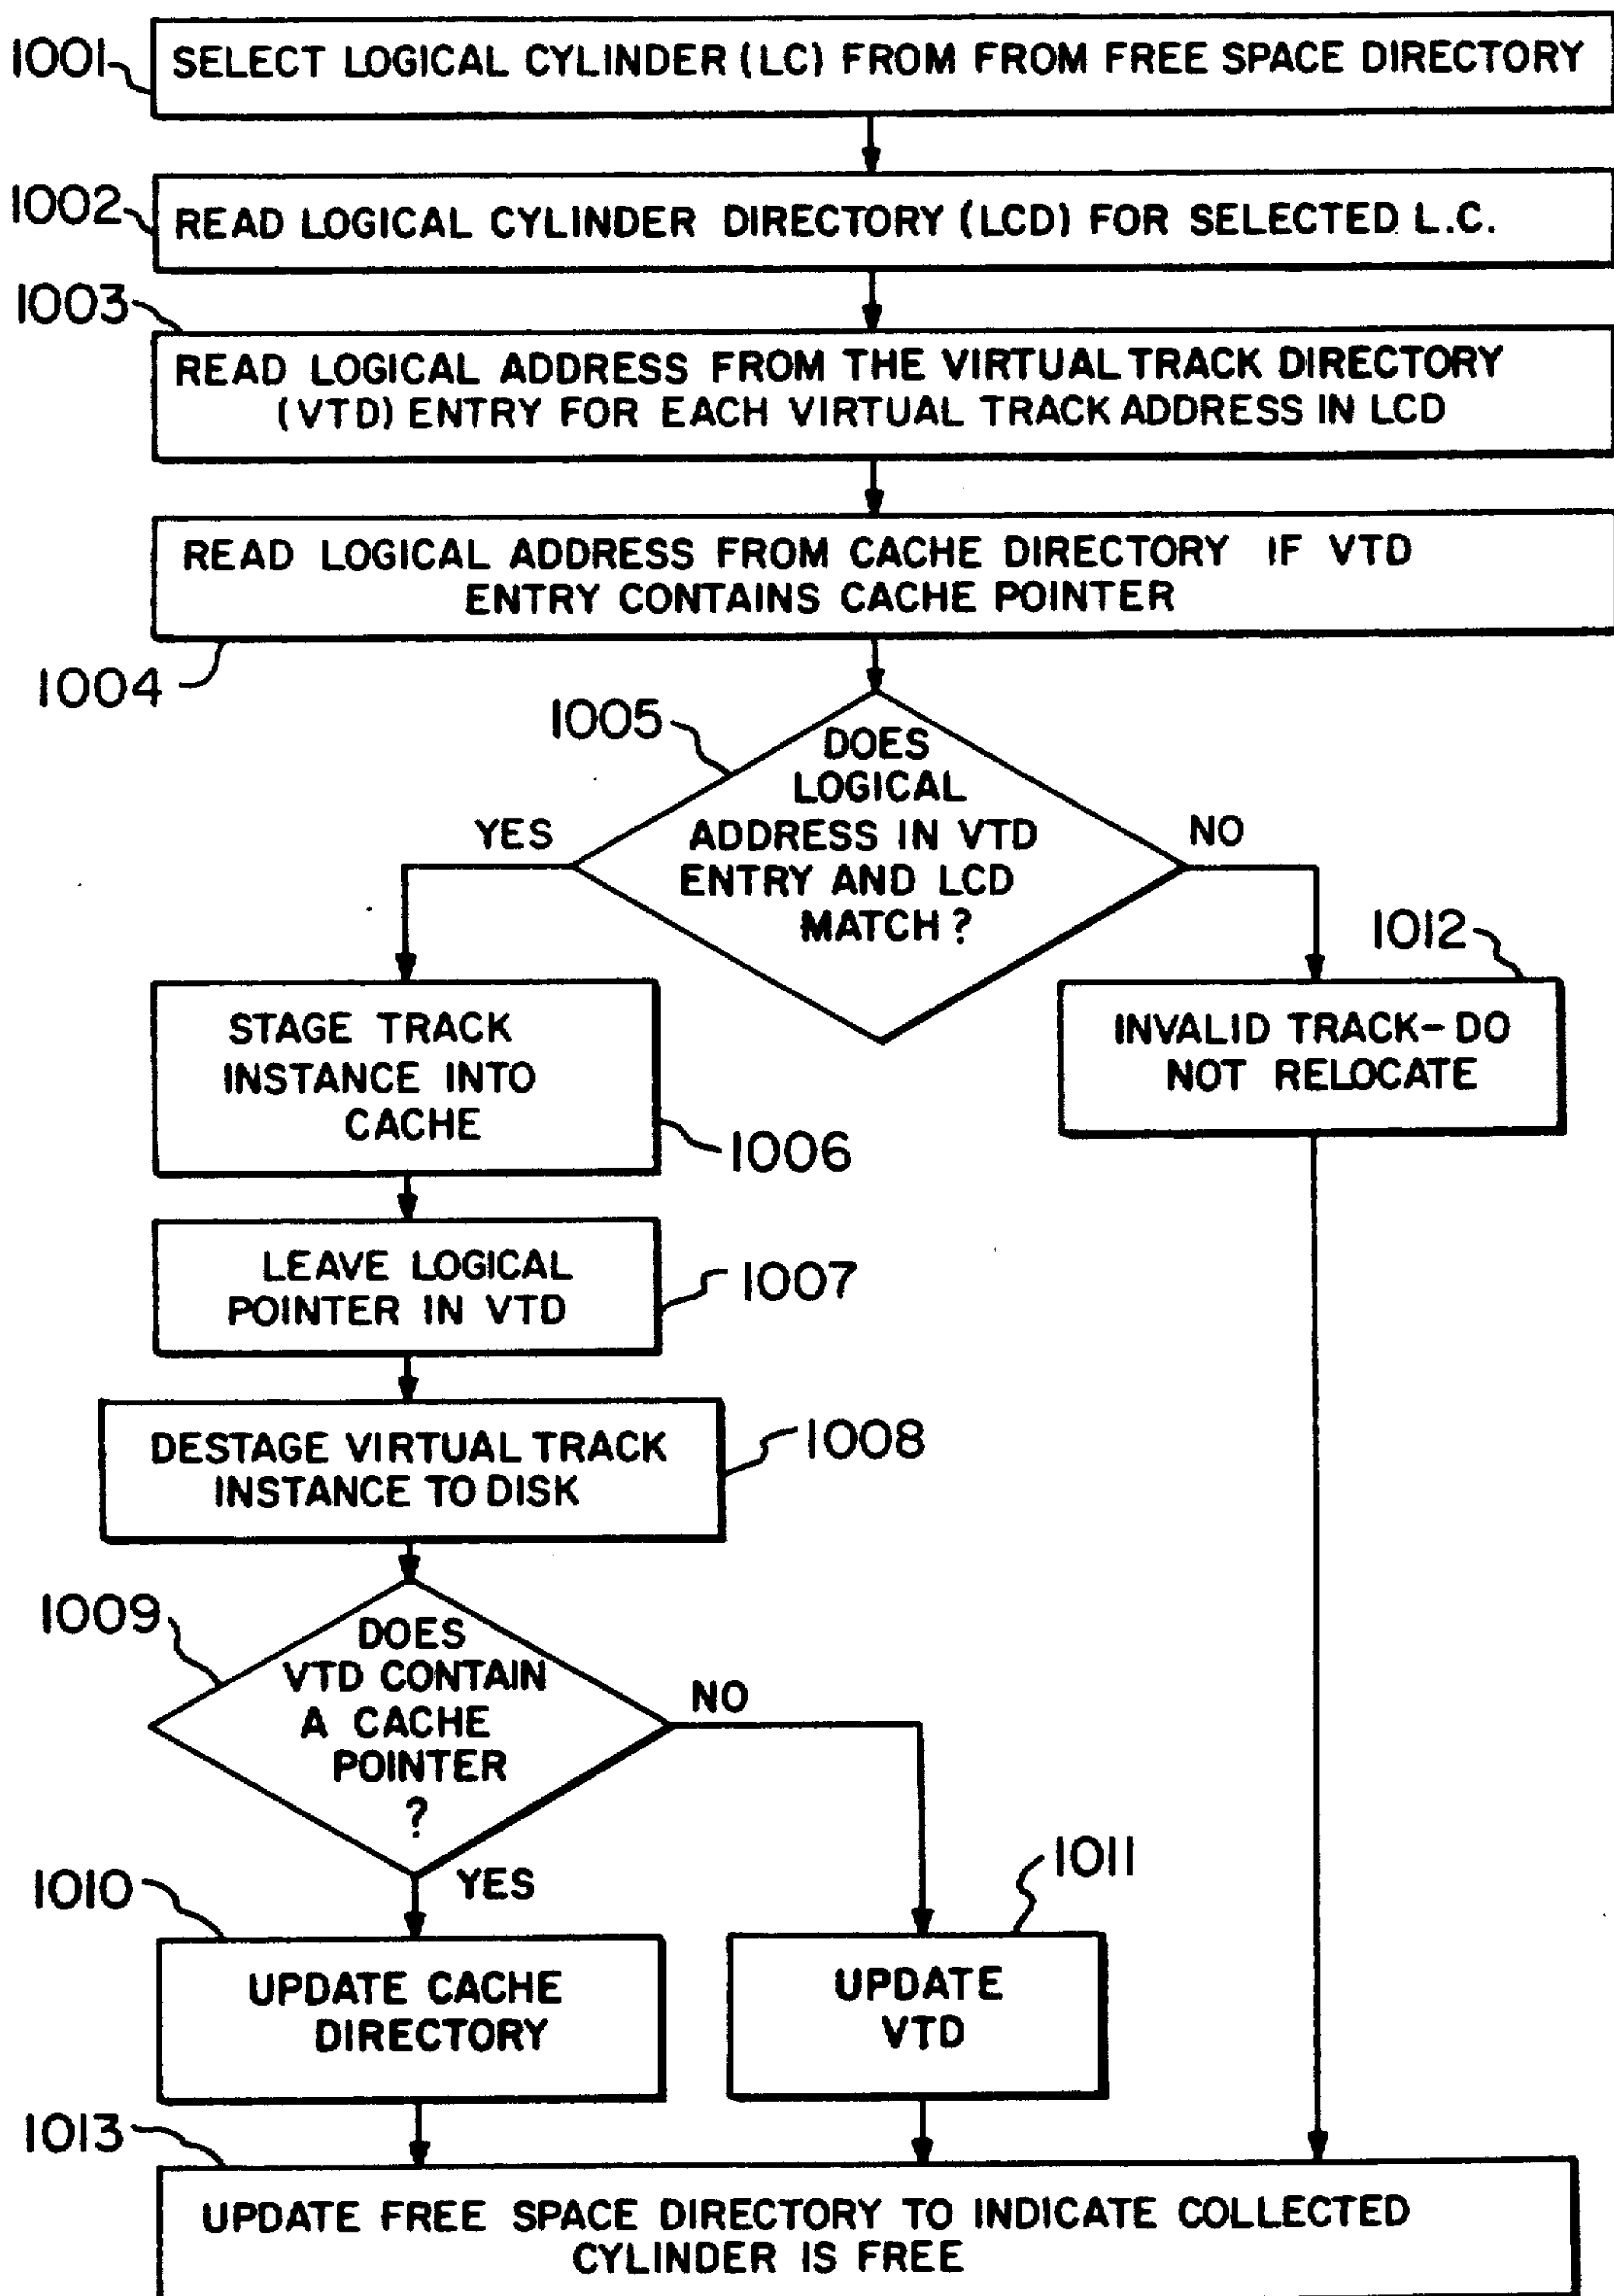 1001
SELECT LOGICAL CYLINDER (LC) FROM FROM FREE SPACE DIRECTORY
1002
READ LOGICAL CYLINDER DIRECTORY (LCD) FOR SELECTED L.C.
1003
READ LOGICAL ADDRESS FROM THE VIRTUAL TRACK DIRECTORY
(VTD) ENTRY FOR EACH VIRTUAL TRACK ADDRESS IN LCD
READ LOGICAL ADDRESS FROM CACHE DIRECTORY IF VTD
ENTRY CONTAINS CACHE POINTER
1004
1005
DOES
LOGICAL
ADDRESS IN VTD
ENTRY AND LCD
MATCH?
YES
NO
1012
STAGE TRACK
INSTANCE INTO
CACHE
1006
INVALID TRACK-DO
NOT RELOCATE
LEAVE LOGICAL
POINTER IN VTD
1007
DESTAGE VIRTUAL TRACK
INSTANCE TO DISK
1008
1009
DOES
VTD CONTAIN
A CACHE
POINTER
?
NO
YES
1010
UPDATE CACHE
DIRECTORY
1011
UPDATE
VTD
1013
UPDATE FREE SPACE DIRECTORY TO INDICATE COLLECTED
CYLINDER IS FREE